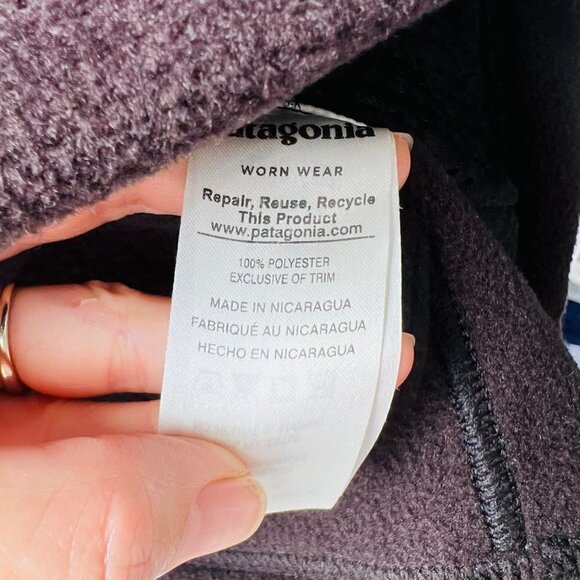 patagonia
WORN WEAR
Repair, Reuse, Recycle
This Product
www.patagonia.com
100% POLYESTER
EXCLUSIVE OF TRIM
MADE IN NICARAGUA
FABRIQUÉ AU NICARAGUA
HECHO EN NICARAGUA